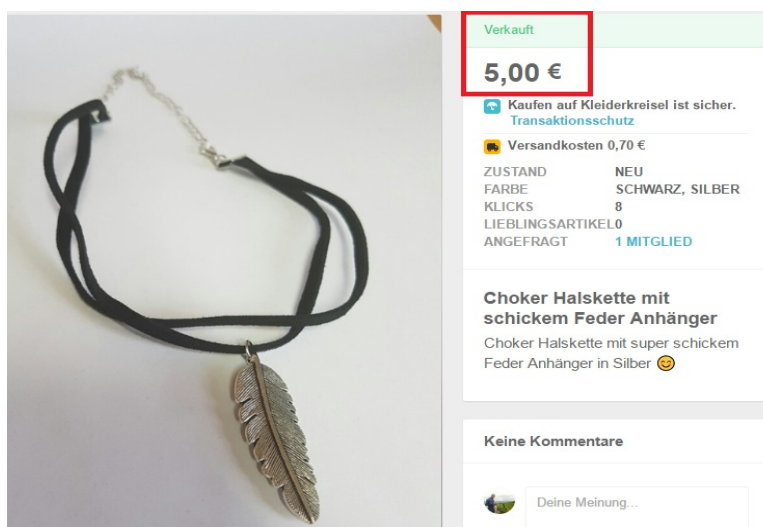 Verkauft
5,00 €
Kaufen auf Kleiderkreisel ist sicher.
Transaktionsschutz
Versandkosten 0,70 €
ZUSTAND NEU
FARBE SCHWARZ, SILBER
KLICKS 8
LIEBLINGSARTIKEL0
ANGEFRAGT 1 MITGLIED
Choker Halskette mit
schickem Feder Anhänger
Choker Halskette mit super schickem
Feder Anhänger in Silber 😊
Keine Kommentare
Deine Meinung...